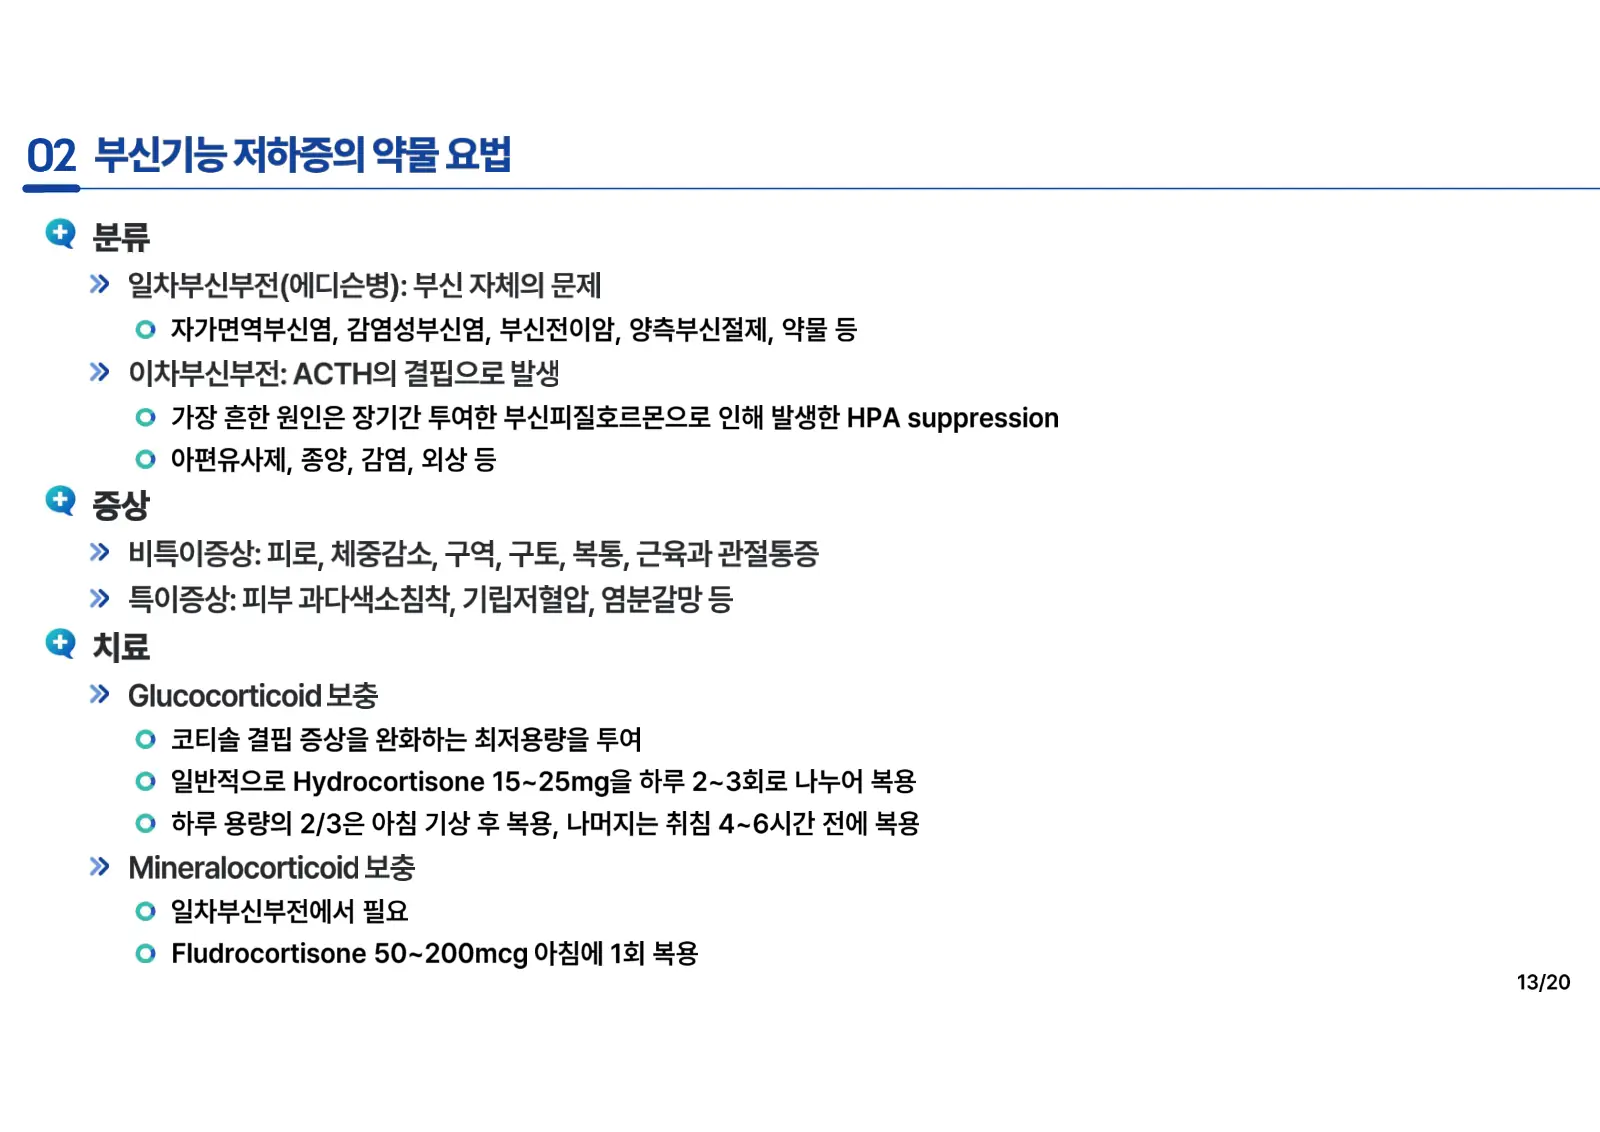 02 부신기능 저하증의 약물 요법
분류
일차부신부전(에디슨병): 부신 자체의 문제
자가면역부신염, 감염성부신염, 부신전이암, 양측부신절제, 약물 등
이차부신부전: ACTH의 결핍으로 발생
가장 흔한 원인은 장기간 투여한 부신피질호르몬으로 인해 발생한 HPA suppression
아편유사제, 종양, 감염, 외상 등
증상
비특이증상: 피로, 체중감소, 구역, 구토, 복통, 근육과 관절통증
특이증상: 피부 과다색소침착, 기립저혈압, 염분갈망 등
치료
Glucocorticoid 보충
코티솔 결핍 증상을 완화하는 최저용량을 투여
일반적으로 Hydrocortisone 15~25mg을 하루 2~3회로 나누어 복용
하루 용량의 2/3은 아침 기상 후 복용, 나머지는 취침 4~6시간 전에 복용
Mineralocorticoid 보충
일차부신부전에서 필요
Fludrocortisone 50~200mcg 아침에 1회 복용
13/20